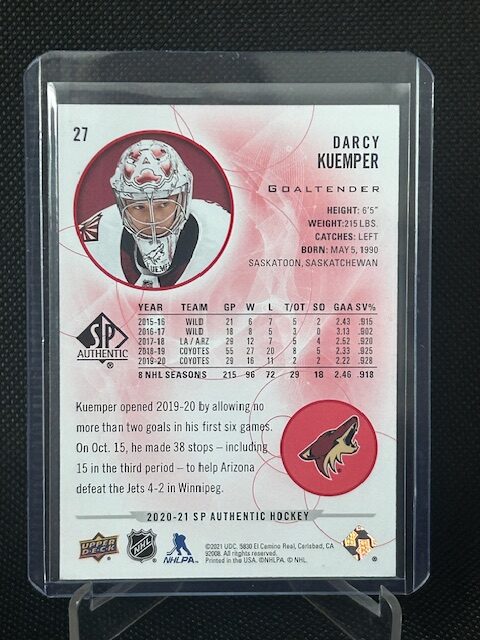 27
DARCY
KUEMPER
GOALTENDER
HEIGHT: 6'5"
WEIGHT: 215 LBS.
CATCHES: LEFT
BORN: MAY 5, 1990
SASKATOON, SASKATCHEWAN
YEAR TEAM GP W L T/OT SO GAA SV%
2015-16 WILD 21 6 7 5 2 2.43 .915
2016-17 WILD 18 8 5 3 0 3.13 .902
2017-18 LA / ARZ 29 12 7 5 4 2.52 .920
2018-19 COYOTES 55 27 20 8 5 2.33 .925
2019-20 COYOTES 29 16 11 2 2 2.22 .928
8 NHL SEASONS 215 96 72 29 18 2.46 .918
SP
AUTHENTIC
Kuemper opened 2019-20 by allowing no
more than two goals in his first six games.
On Oct. 15, he made 38 stops – including
15 in the third period – to help Arizona
defeat the Jets 4-2 in Winnipeg.
2020-21 SP AUTHENTIC HOCKEY
UPPER
DECK
NHL
NHLPA
©2021 UDC. 5830 El Camino Real, Carlsbad, CA
92008. All Rights Reserved.
Printed in the USA. ©NHLPA. © NHL.